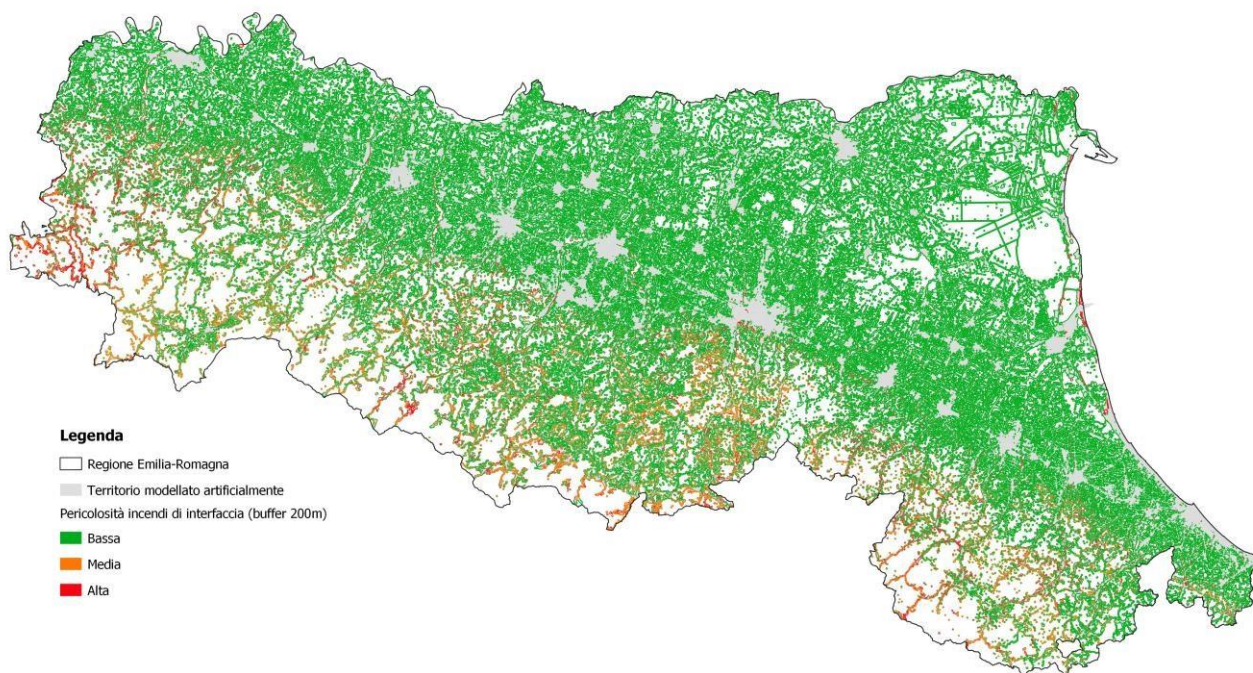 Legenda
Regione Emilia-Romagna
Territorio modellato artificialmente
Pericolosità incendi di interfaccia (buffer 200m)
Bassa
Media
Alta